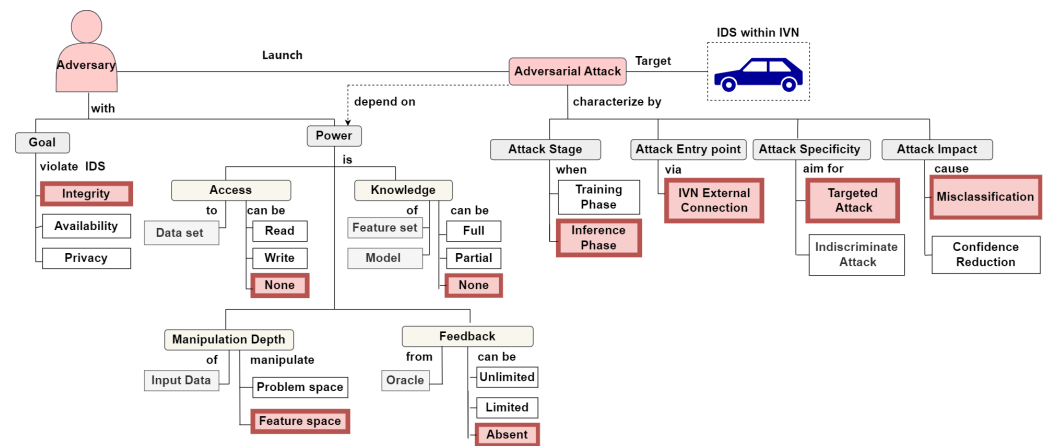 IDS within IVN
Adversary
Launch
Adversarial Attack
Target
with
depend on
characterize by
Goal
Power
Attack Stage
Attack Entry point
Attack Specificity
Attack Impact
violate IDS
is
when
via
aim for
cause
Integrity
Availability
Privacy
Access
to
can be
Data set
Read
Write
None
Knowledge
of
can be
Feature set
Model
Full
Partial
None
Training
Phase
Inference
Phase
IVN External
Connection
Targeted
Attack
Indiscriminate
Attack
Misclassification
Confidence
Reduction
Manipulation Depth
of
manipulate
Input Data
Problem space
Feature space
Feedback
from
can be
Oracle
Unlimited
Limited
Absent